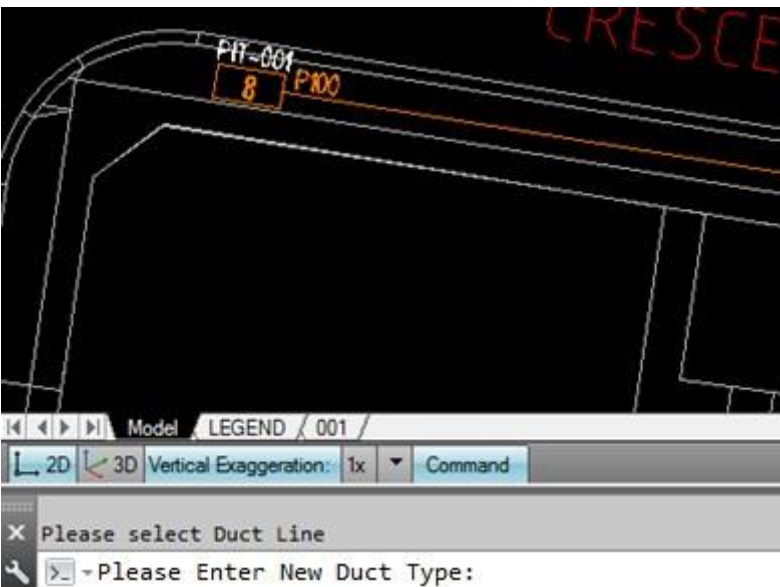 CRESCE
PIT-001
8 P100
Model LEGEND 001
2D 3D Vertical Exaggeration: 1x Command
Please select Duct Line
Please Enter New Duct Type: